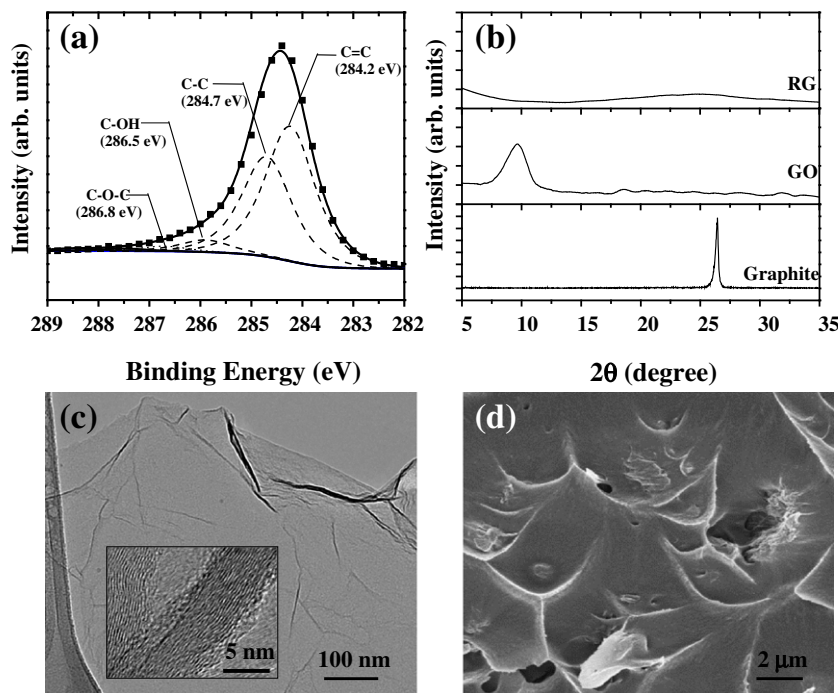 (a)
C=C
(284.2 eV)
C-C
(284.7 eV)
C-OH
(286.5 eV)
C-O-C
(286.8 eV)
Intensity (arb. units)
289 288 287 286 285 284 283 282
Binding Energy (eV)
(b)
RG
GO
Graphite
Intensity (arb. units)
5 10 15 20 25 30 35
2θ (degree)
(c)
5 nm
100 nm
(d)
2 μm